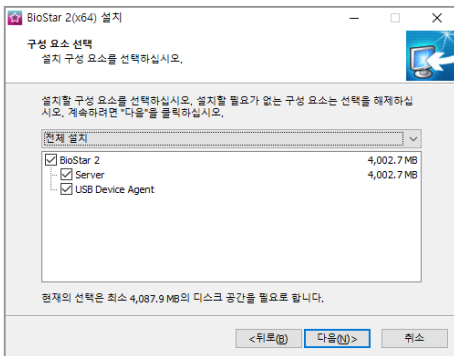 BioStar 2(x64) 설치
구성 요소 선택
설치 구성 요소를 선택하십시오.
설치할 구성 요소를 선택하십시오. 설치할 필요가 없는 구성 요소는 선택을 해제하십
시오. 계속하려면 "다음"을 클릭하십시오.
전체 설치
BioStar 2 4,002.7 MB
Server 4,002.7 MB
USB Device Agent
현재의 선택은 최소 4,087.9 MB의 디스크 공간을 필요로 합니다.
<뒤로(B) 다음(N)> 취소